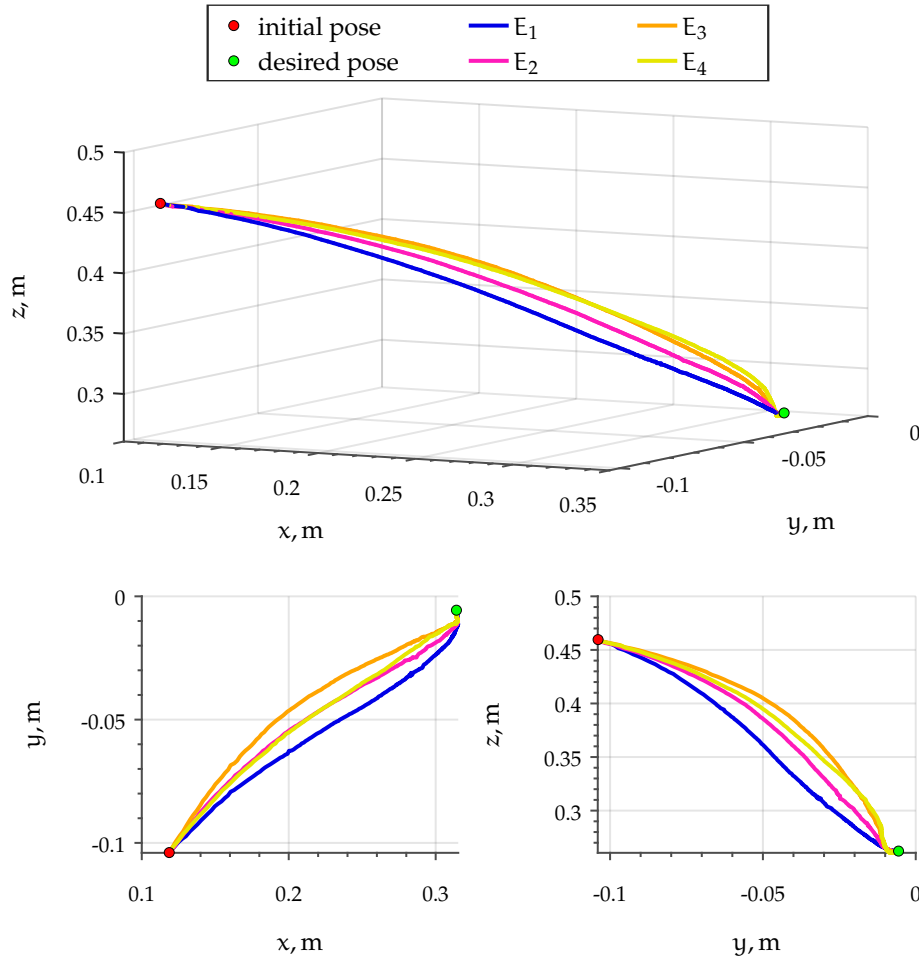 initial pose E1 E3
desired pose E2 E4
0.5
0.45
0.4
0.35
0.3
z, m
0.1 0.15 0.2 0.25 0.3 0.35
x, m
-0.1 -0.05 0
y, m
0
-0.05
-0.1
y, m
0.1 0.2 0.3
x, m
0.5
0.45
0.4
0.35
0.3
z, m
-0.1 -0.05 0
y, m